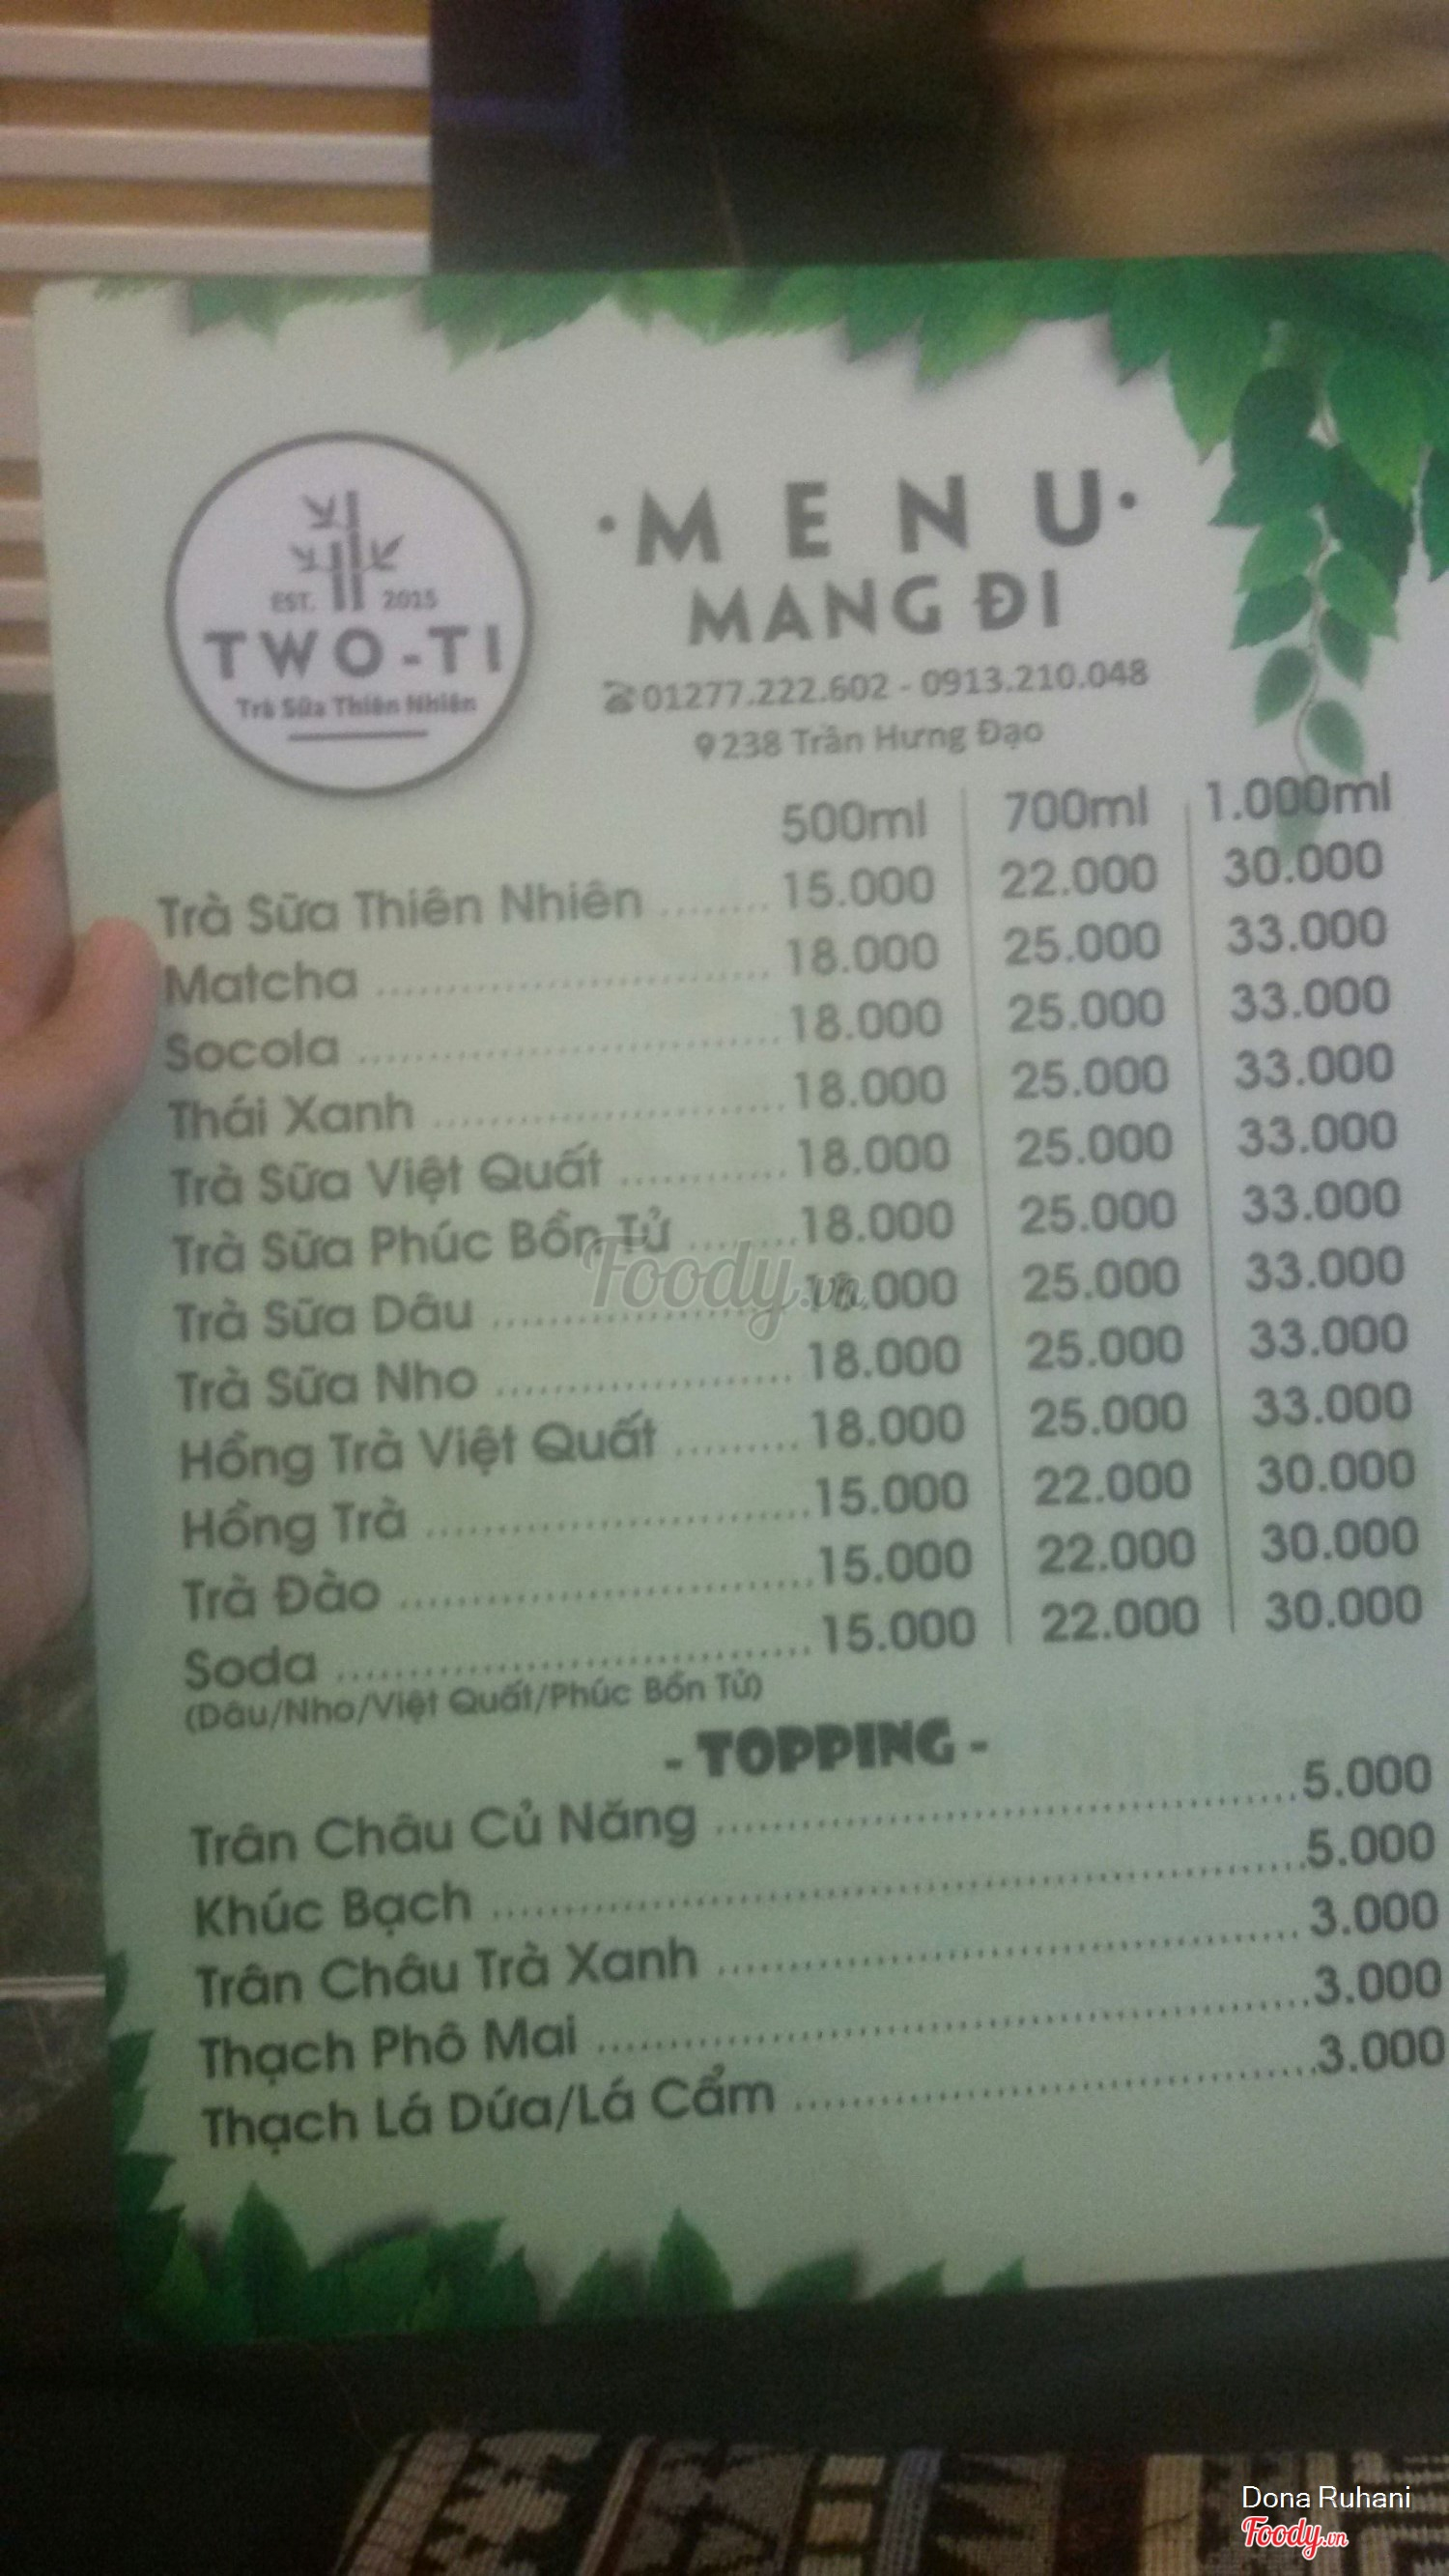 EST. 2015
TWO-TI
Trà Sữa Thiên Nhiên
·MENU·
MANG ĐI
☎01277.222.602 - 0913.210.048
238 Trần Hưng Đạo
500ml 700ml 1.000ml
Trà Sữa Thiên Nhiên ........ 15.000 22.000 30.000
Matcha ........ 18.000 25.000 33.000
Socola ........ 18.000 25.000 33.000
Thái Xanh ........ 18.000 25.000 33.000
Trà Sữa Việt Quất ........ 18.000 25.000 33.000
Trà Sữa Phúc Bồn Tử ........ 18.000 25.000 33.000
Trà Sữa Dâu ........ 18.000 25.000 33.000
Trà Sữa Nho ........ 18.000 25.000 33.000
Hồng Trà Việt Quất ........ 18.000 25.000 33.000
Hồng Trà ........ 15.000 22.000 30.000
Trà Đào ........ 15.000 22.000 30.000
Soda ........ 15.000 22.000 30.000
(Dâu/Nho/Việt Quất/Phúc Bồn Tử)
- TOPPING -
Trân Châu Củ Năng ........ 5.000
Khúc Bạch ........ 5.000
Trân Châu Trà Xanh ........ 3.000
Thạch Phô Mai ........ 3.000
Thạch Lá Dứa/Lá Cẩm ........ 3.000
Foody.vn
Dona Ruhani
Foody.vn